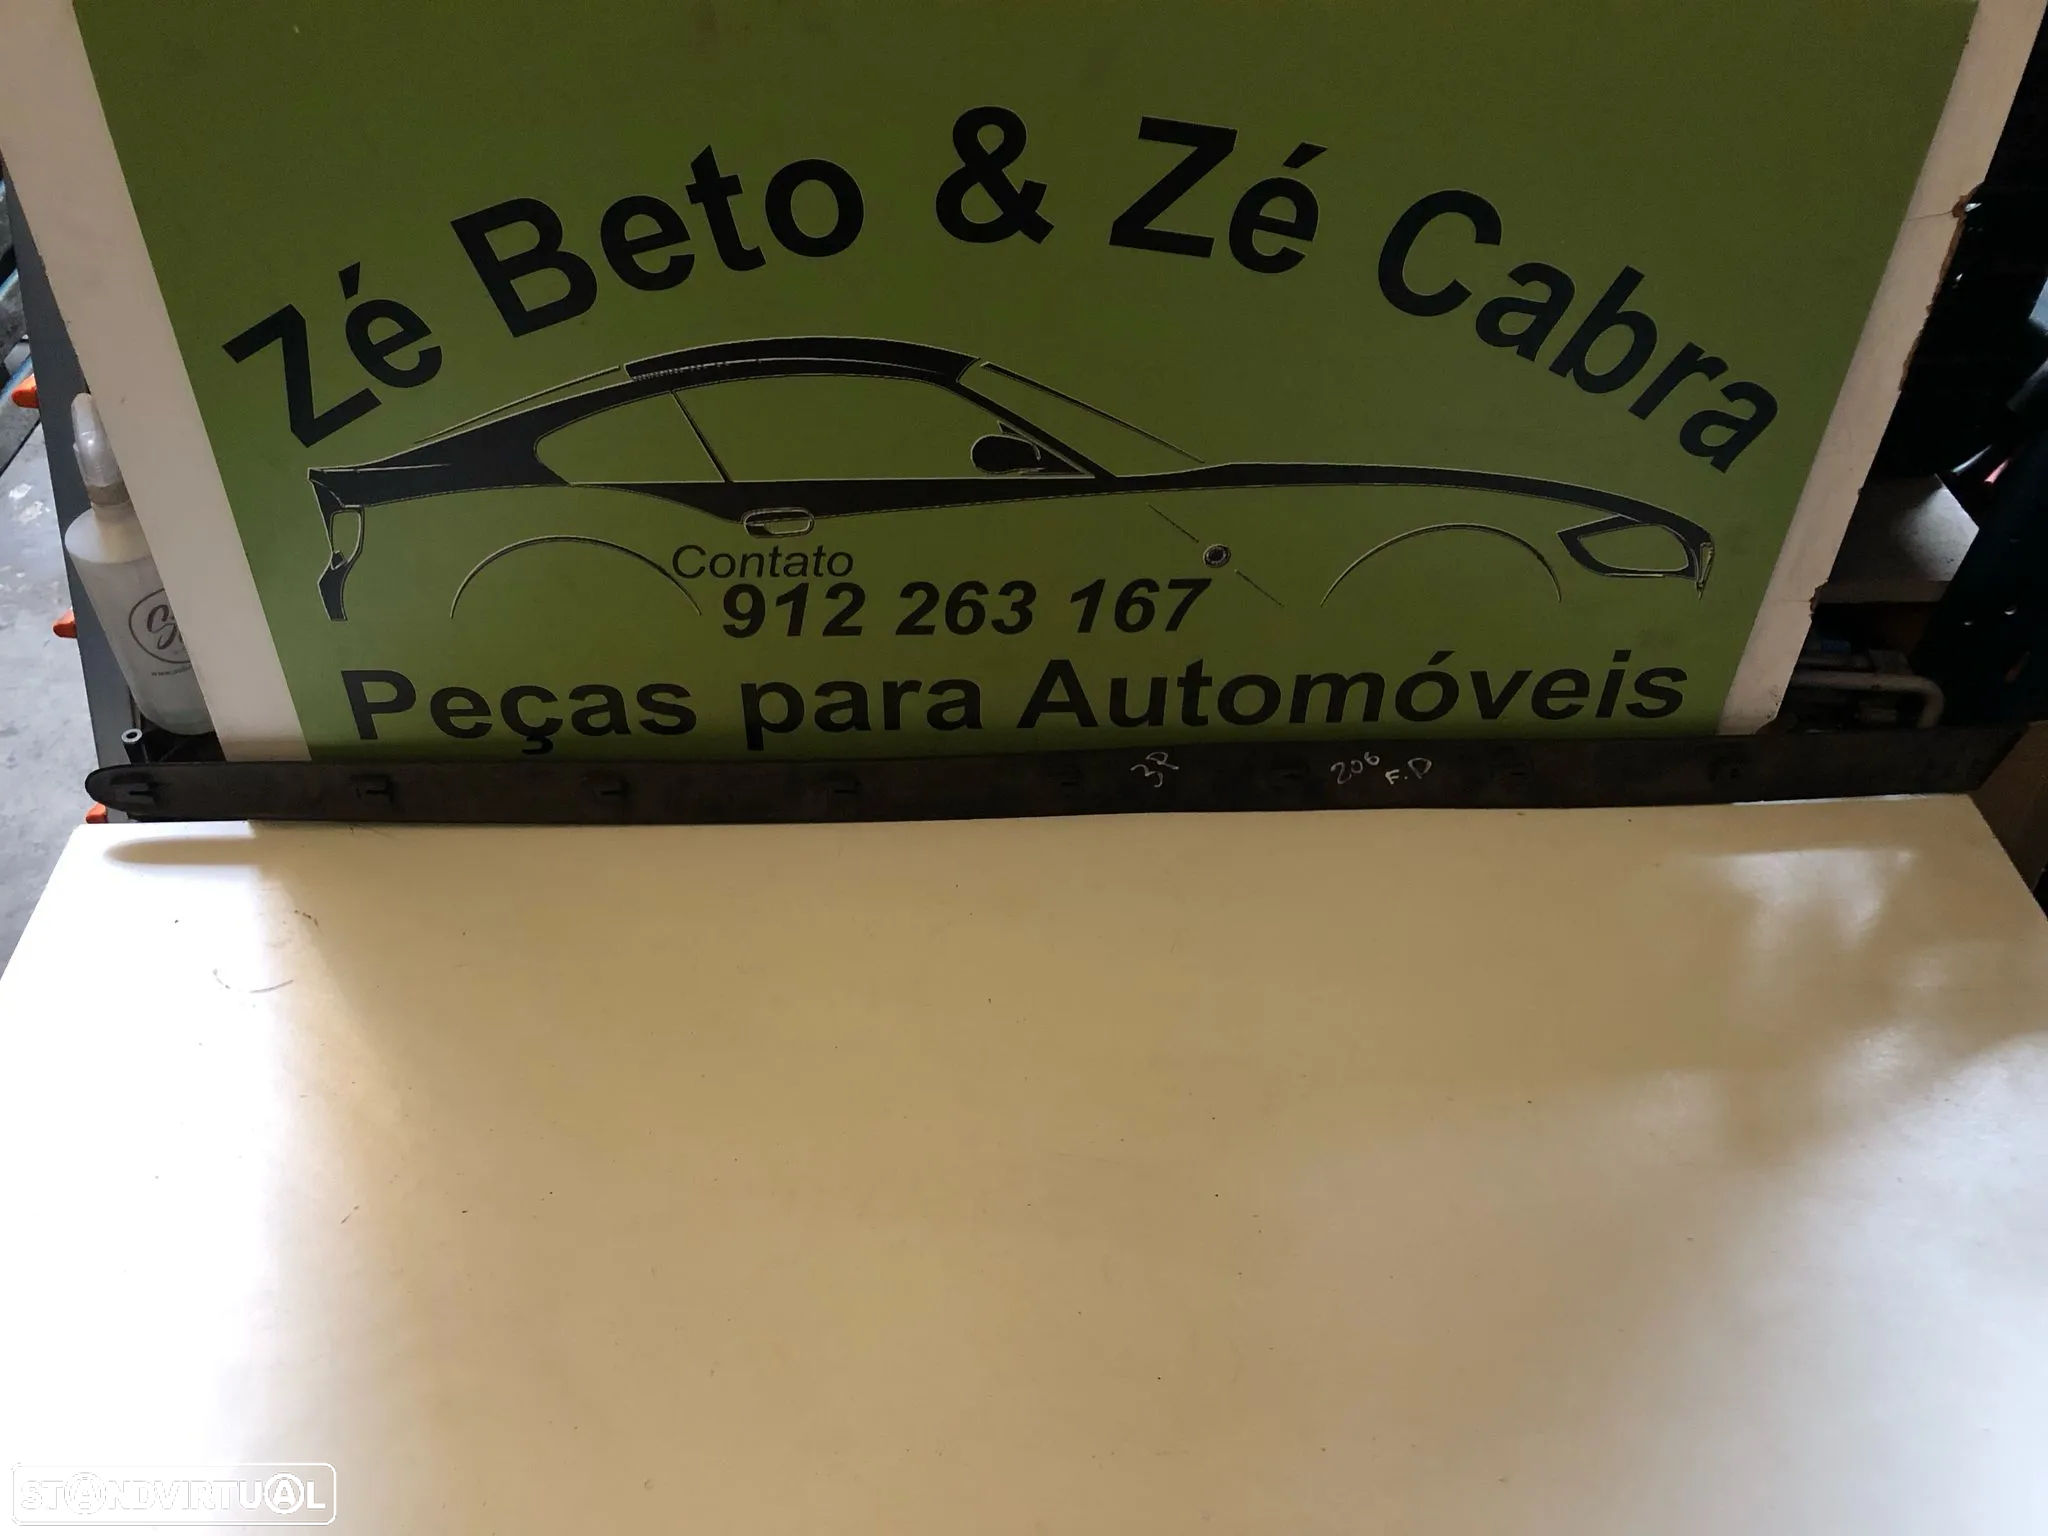 Zé Beto & Zé Cabra
Contato
912 263 167
Peças para Automóveis
3P 206 F.D
STANDVIRTUAL